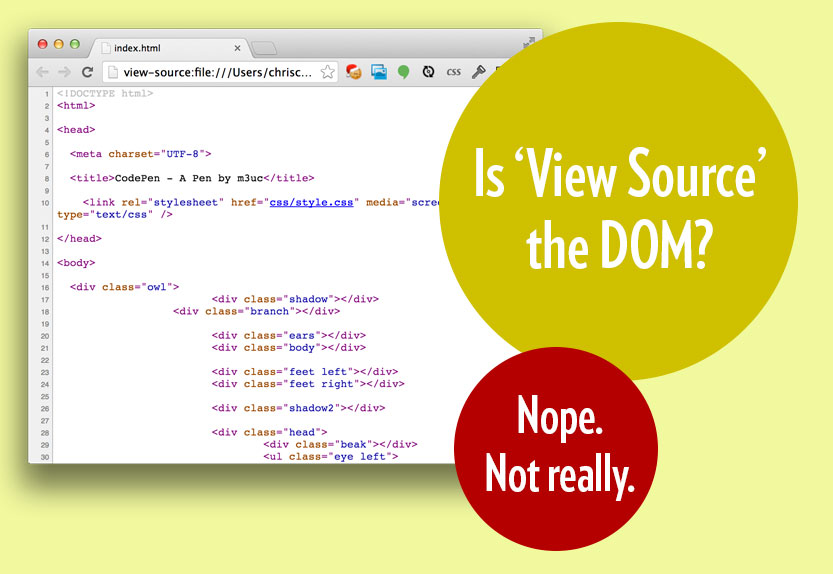 index.html
view-source:file:///Users/chrisc...
CSS
1 <!DOCTYPE html>
2 <html>
3
4 <head>
5
6 <meta charset="UTF-8">
7
8 <title>CodePen - A Pen by m3uc</title>
9
10 <link rel="stylesheet" href="css/style.css" media="scree
type="text/css" />
11
12 </head>
13
14 <body>
15
16 <div class="owl">
17 <div class="shadow"></div>
18 <div class="branch"></div>
19
20 <div class="ears"></div>
21 <div class="body"></div>
22
23 <div class="feet left"></div>
24 <div class="feet right"></div>
25
26 <div class="shadow2"></div>
27
28 <div class="head">
29 <div class="beak"></div>
30 <ul class="eye left">
Is ‘View Source’
the DOM?
Nope.
Not really.